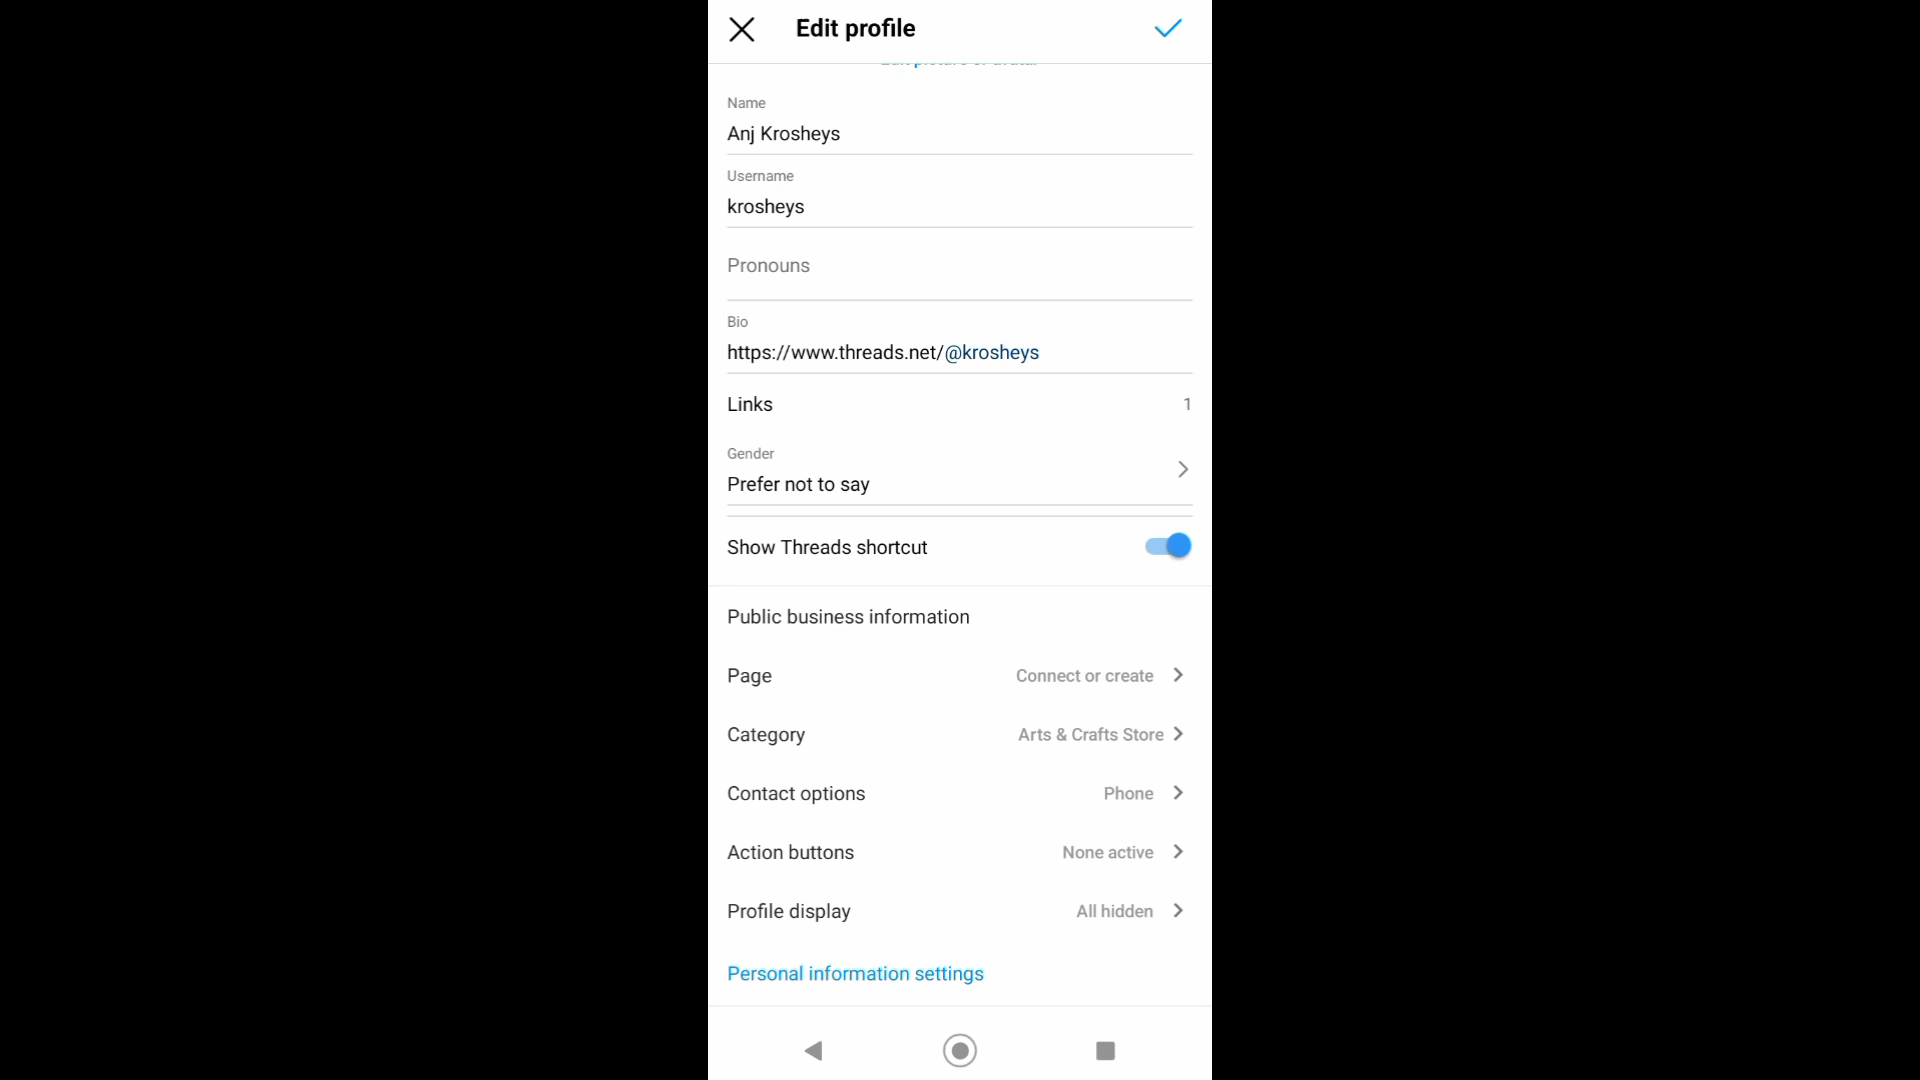 Edit profile
Name
Anj Krosheys
Username
krosheys
Pronouns
Bio
https://www.threads.net/@krosheys
Links 1
Gender
Prefer not to say
Show Threads shortcut
Public business information
Page Connect or create
Category Arts & Crafts Store
Contact options Phone
Action buttons None active
Profile display All hidden
Personal information settings